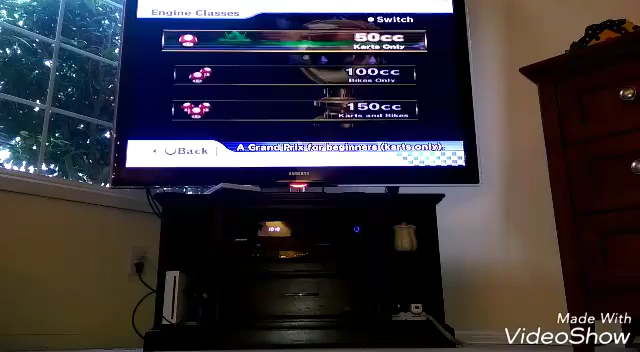 Engine Classes
Switch
50cc
Karts Only
100cc
Bikes Only
150cc
Karts and Bikes
Back
A Grand Prix for beginners (karts only).
SAMSUNG
Made With
VideoShow